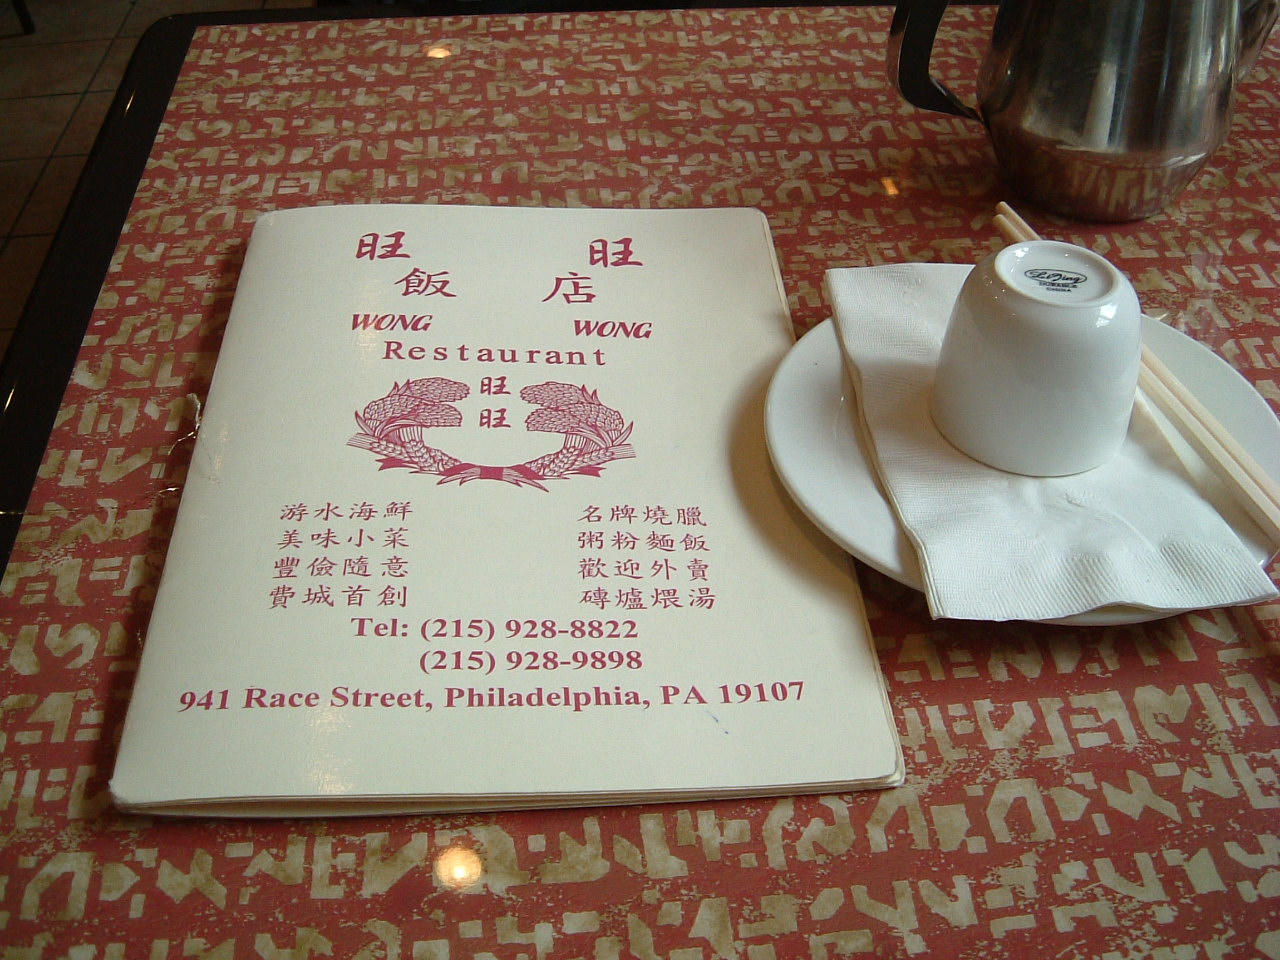 旺 旺
飯 店
WONG WONG
Restaurant
旺
旺
游水海鮮 名牌燒臘
美味小菜 粥粉麵飯
豐儉隨意 歡迎外賣
費城首創 磚爐煨湯
Tel: (215) 928-8822
(215) 928-9898
941 Race Street, Philadelphia, PA 19107
LiJing
CHINA